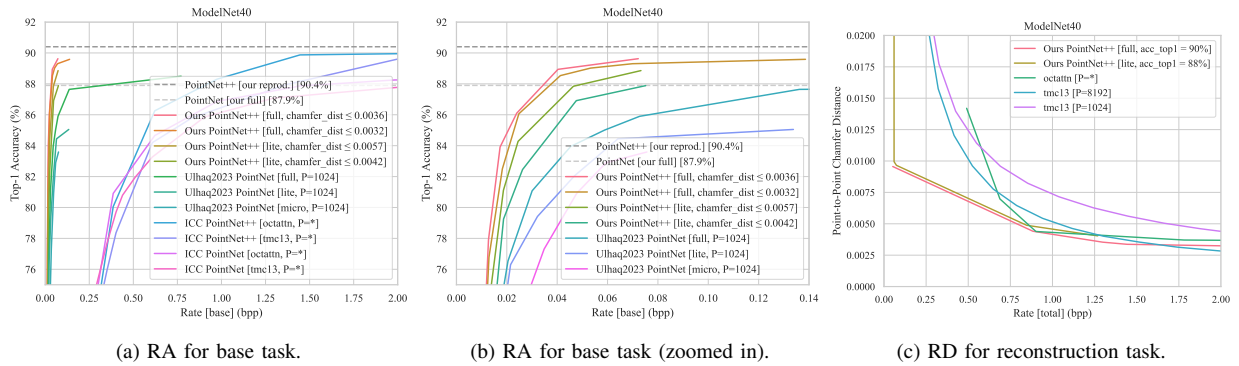 ModelNet40
92
90
88
86
84
82
80
78
76
Top-1 Accuracy (%)
PointNet++ [our reprod.] [90.4%]
PointNet [our full] [87.9%]
Ours PointNet++ [full, chamfer_dist ≤ 0.0036]
Ours PointNet++ [full, chamfer_dist ≤ 0.0032]
Ours PointNet++ [lite, chamfer_dist ≤ 0.0057]
Ours PointNet++ [lite, chamfer_dist ≤ 0.0042]
Ulhaq2023 PointNet [full, P=1024]
Ulhaq2023 PointNet [lite, P=1024]
Ulhaq2023 PointNet [micro, P=1024]
ICC PointNet++ [octattn, P=*]
ICC PointNet++ [tmc13, P=*]
ICC PointNet [octattn, P=*]
ICC PointNet [tmc13, P=*]
0.00 0.25 0.50 0.75 1.00 1.25 1.50 1.75 2.00
Rate [base] (bpp)
(a) RA for base task.
ModelNet40
92
90
88
86
84
82
80
78
76
Top-1 Accuracy (%)
PointNet++ [our reprod.] [90.4%]
PointNet [our full] [87.9%]
Ours PointNet++ [full, chamfer_dist ≤ 0.0036]
Ours PointNet++ [full, chamfer_dist ≤ 0.0032]
Ours PointNet++ [lite, chamfer_dist ≤ 0.0057]
Ours PointNet++ [lite, chamfer_dist ≤ 0.0042]
Ulhaq2023 PointNet [full, P=1024]
Ulhaq2023 PointNet [lite, P=1024]
Ulhaq2023 PointNet [micro, P=1024]
0.00 0.02 0.04 0.06 0.08 0.10 0.12 0.14
Rate [base] (bpp)
(b) RA for base task (zoomed in).
ModelNet40
0.0200
0.0175
0.0150
0.0125
0.0100
0.0075
0.0050
0.0025
0.0000
Point-to-Point Chamfer Distance
Ours PointNet++ [full, acc_top1 = 90%]
Ours PointNet++ [lite, acc_top1 = 88%]
octattn [P=*]
tmc13 [P=8192]
tmc13 [P=1024]
0.00 0.25 0.50 0.75 1.00 1.25 1.50 1.75 2.00
Rate [total] (bpp)
(c) RD for reconstruction task.